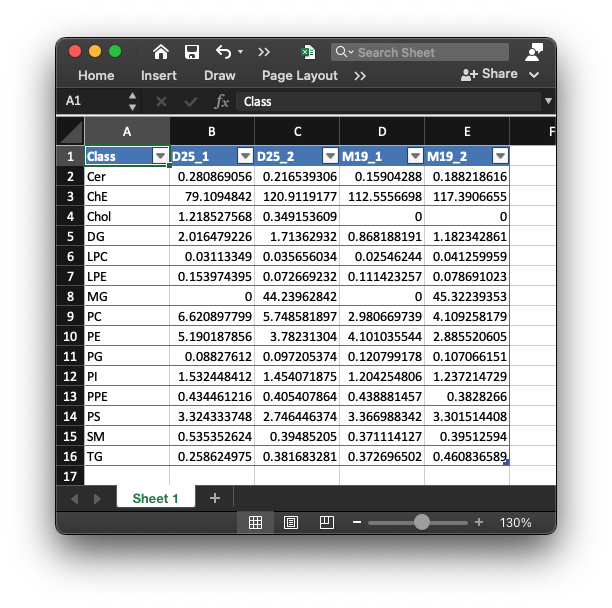 Search Sheet
Home Insert Draw Page Layout >> Share
A1 fx Class
A B C D E F
1 Class D25_1 D25_2 M19_1 M19_2
2 Cer 0.280869056 0.216539306 0.15904288 0.188218616
3 ChE 79.1094842 120.9119177 112.5556698 117.3906655
4 Chol 1.218527568 0.349153609 0 0
5 DG 2.016479226 1.71362932 0.868188191 1.182342861
6 LPC 0.03113349 0.035656034 0.02546244 0.041259959
7 LPE 0.153974395 0.072669232 0.111423257 0.078691023
8 MG 0 44.23962842 0 45.32239353
9 PC 6.620897799 5.748581897 2.980669739 4.109258179
10 PE 5.190187856 3.78231304 4.101035544 2.885520605
11 PG 0.08827612 0.097205374 0.120799178 0.107066151
12 PI 1.532448412 1.454071875 1.204254806 1.237214729
13 PPE 0.434461216 0.405407864 0.438881457 0.3828266
14 PS 3.324333748 2.746446374 3.366988342 3.301514408
15 SM 0.535352624 0.39485205 0.371114127 0.39512594
16 TG 0.258624975 0.381683281 0.372696502 0.460836589
17
Sheet 1 +
− + 130%